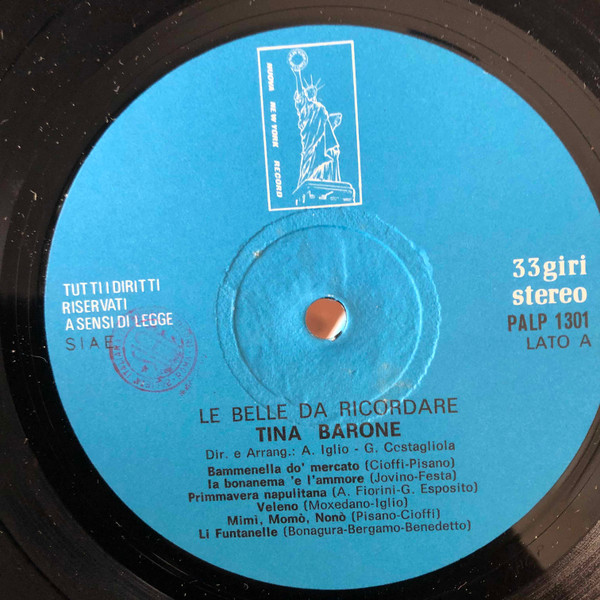 NUOVA NEW YORK RECORD
33giri
stereo
PALP 1301
LATO A
TUTTI I DIRITTI
RISERVATI
A SENSI DI LEGGE
SIAE
LE BELLE DA RICORDARE
TINA BARONE
Dir. e Arrang.: A. Iglio - G. Costagliola
Bammenella do' mercato (Cioffi-Pisano)
la bonanema 'e l'ammore (Jovino-Festa)
Primmavera napulitana (A. Fiorini-G. Esposito)
Veleno (Moxedano-Iglio)
Mimì, Momò, Nonò (Pisano-Cioffi)
Li Funtanelle (Bonagura-Bergamo-Benedetto)